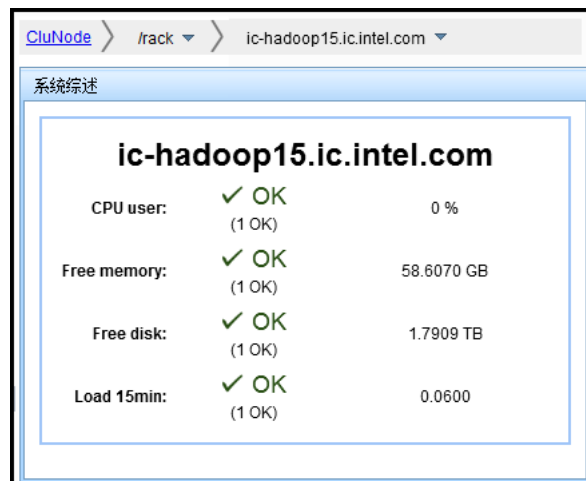 CluNode /rack ic-hadoop15.ic.intel.com
系统综述
ic-hadoop15.ic.intel.com
CPU user: OK 0 %
(1 OK)
Free memory: OK 58.6070 GB
(1 OK)
Free disk: OK 1.7909 TB
(1 OK)
Load 15min: OK 0.0600
(1 OK)